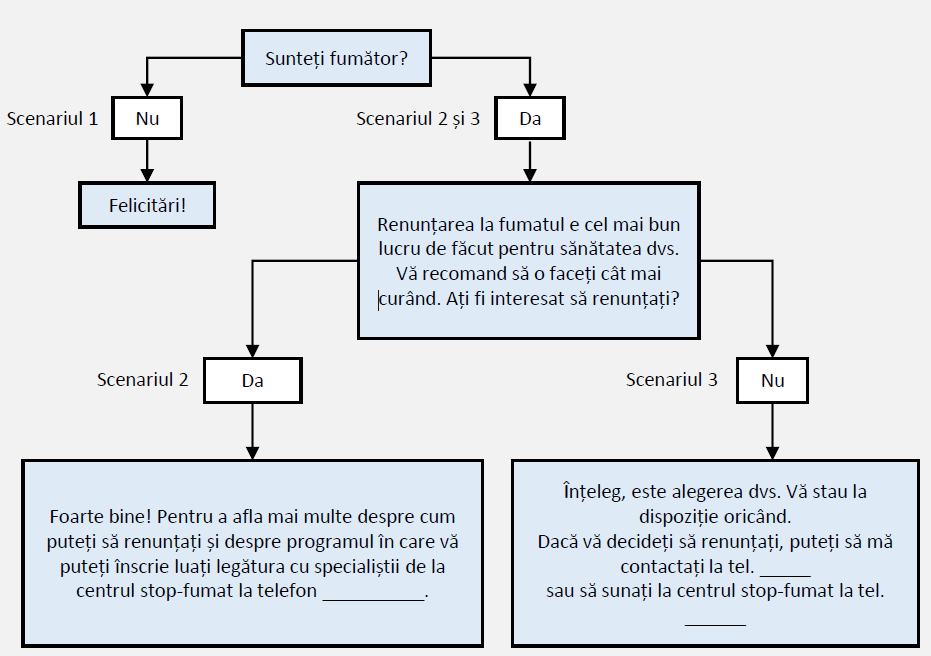 Sunteți fumător?
Scenariul 1
Nu
Scenariul 2 și 3
Da
Felicitări!
Renunțarea la fumatul e cel mai bun
lucru de făcut pentru sănătatea dvs.
Vă recomand să o faceți cât mai
curând. Ați fi interesat să renunțați?
Scenariul 2
Da
Scenariul 3
Nu
Foarte bine! Pentru a afla mai multe despre cum
puteți să renunțați și despre programul în care vă
puteți înscrie luați legătura cu specialiștii de la
centrul stop-fumat la telefon __________.
Înțeleg, este alegerea dvs. Vă stau la
dispoziție oricând.
Dacă vă decideți să renunțați, puteți să mă
contactați la tel. _____
sau să sunați la centrul stop-fumat la tel.
______